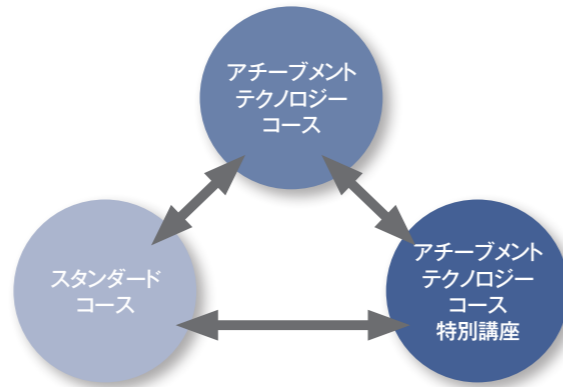 アチーブメント
テクノロジー
コース
スタンダード
コース
アチーブメント
テクノロジー
コース
特別講座